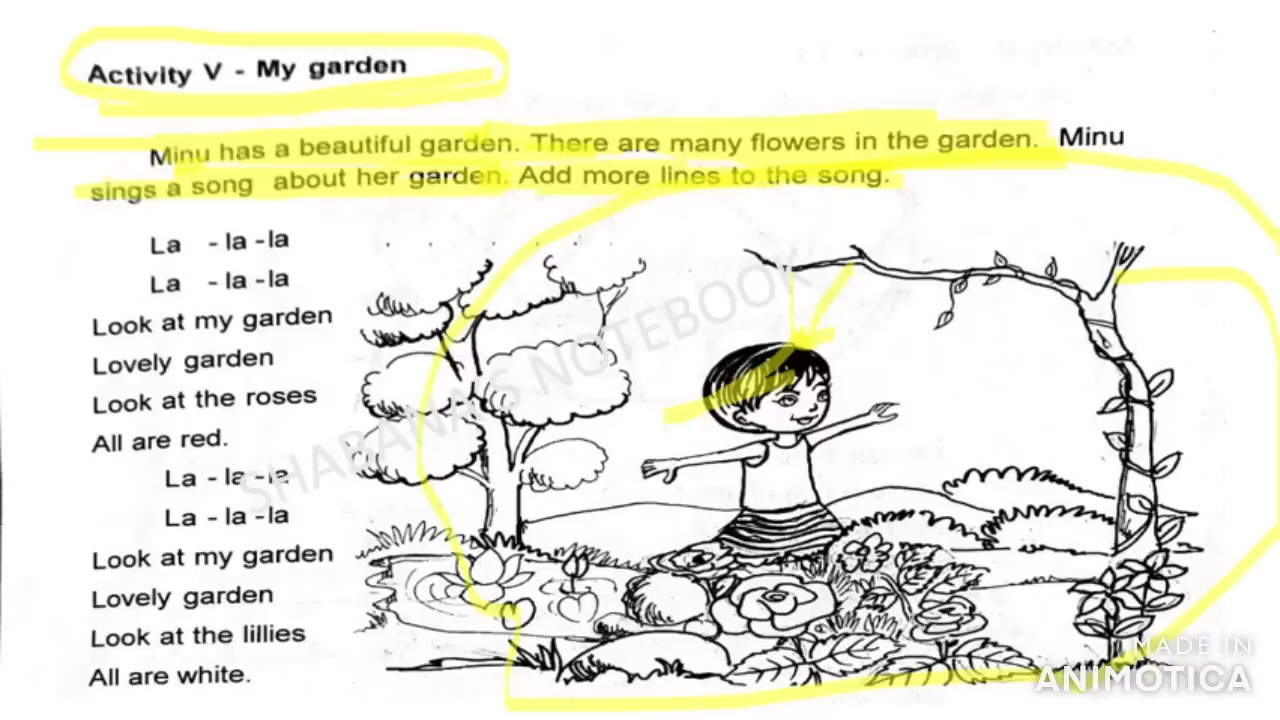 Activity V - My garden
Minu has a beautiful garden. There are many flowers in the garden. Minu
sings a song about her garden. Add more lines to the song.
La - la - la
La - la - la
Look at my garden
Lovely garden
Look at the roses
All are red.
La - la - la
La - la - la
Look at my garden
Lovely garden
Look at the lillies
All are white.
SHABANA'S NOTEBOOK
MADE IN
ANIMOTICA